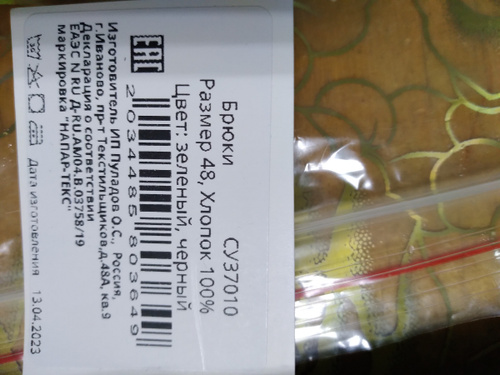 Брюки СУ37010
Размер 48, Хлопок 100%
Цвет: зеленый, черный
2034485803649
EAC
Изготовитель ИП Пуладов О.С., Россия,
г.Иваново, пр-т Текстильщиков,д.48А, кв.9
Декларация о соответствии
ЕАЭС N RU Д-RU.АМ04.В.03758/19
маркировка "НАПАР-ТЕКС"
Дата изготовления 13.04.2023